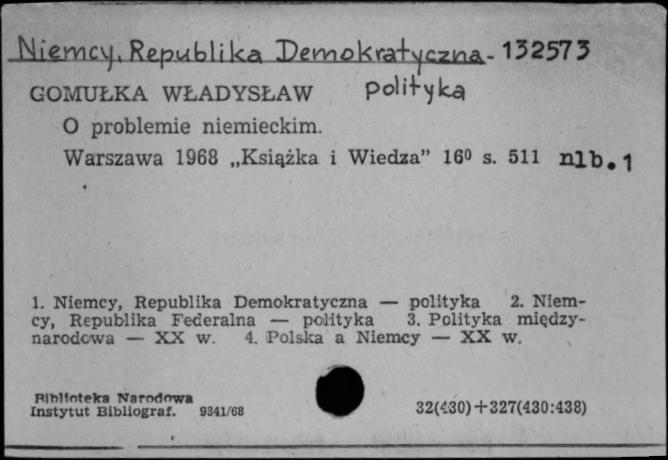 Niemcy, Republika Demokratyczna - 132573
polityka
GOMUŁKA WŁADYSŁAW
O problemie niemieckim.
Warszawa 1968 „Książka i Wiedza” 16⁰ s. 511 nlb. 1
1. Niemcy, Republika Demokratyczna — polityka 2. Niem-
cy, Republika Federalna — polityka 3. Polityka między-
narodowa — XX w. 4. Polska a Niemcy — XX w.
Biblioteka Narodowa
Instytut Bibliograf. 9341/68
32(430)+327(430:438)